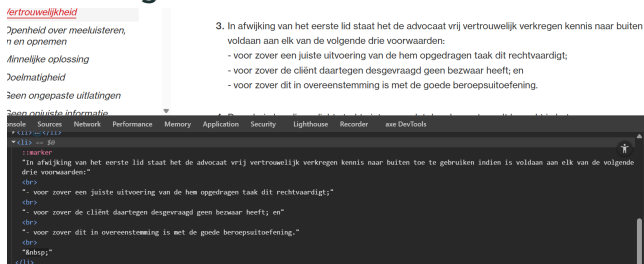 Vertrouwelijkheid
Openheid over meeluisteren,
n en opnemen
Minnelijke oplossing
Doelmatigheid
Geen ongepaste uitlatingen
Geen onjuiste informatie
3. In afwijking van het eerste lid staat het de advocaat vrij vertrouwelijk verkregen kennis naar buiten
voldaan aan elk van de volgende drie voorwaarden:
- voor zover een juiste uitvoering van de hem opgedragen taak dit rechtvaardigt;
- voor zover de cliënt daartegen desgevraagd geen bezwaar heeft; en
- voor zover dit in overeenstemming is met de goede beroepsuitoefening.
onsole Sources Network Performance Memory Application Security Lighthouse Recorder axe DevTools
<li> … </li>
<li> == $0
::marker
"In afwijking van het eerste lid staat het de advocaat vrij vertrouwelijk verkregen kennis naar buiten toe te gebruiken indien is voldaan aan elk van de volgende
drie voorwaarden:"
<br>
"- voor zover een juiste uitvoering van de hem opgedragen taak dit rechtvaardigt;"
<br>
"- voor zover de cliënt daartegen desgevraagd geen bezwaar heeft; en"
<br>
"- voor zover dit in overeenstemming is met de goede beroepsuitoefening."
<br>
"&nbsp;"
</li>